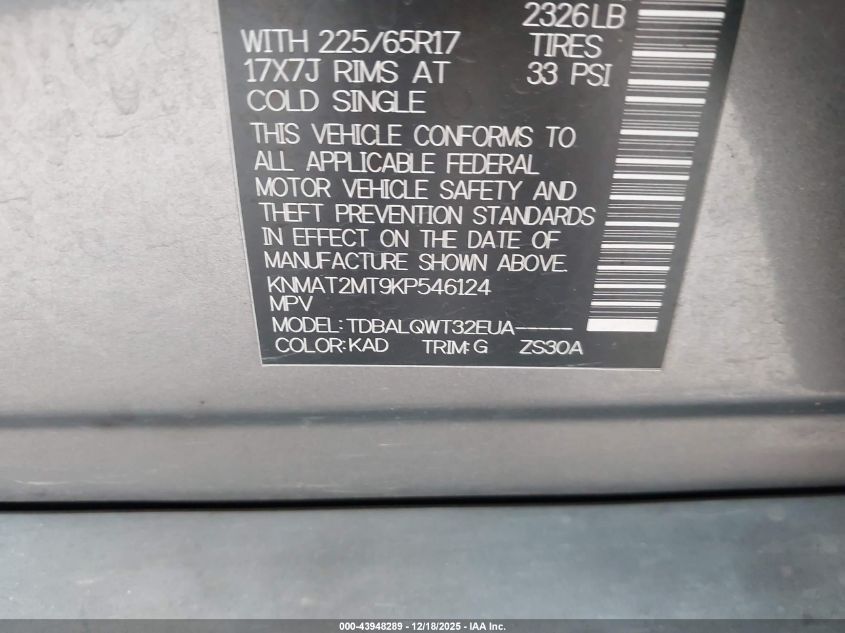 2326LB
WITH 225/65R17 TIRES
17X7J RIMS AT 33 PSI
COLD SINGLE
THIS VEHICLE CONFORMS TO
ALL APPLICABLE FEDERAL
MOTOR VEHICLE SAFETY AND
THEFT PREVENTION STANDARDS
IN EFFECT ON THE DATE OF
MANUFACTURE SHOWN ABOVE.
KNMAT2MT9KP546124
MPV
MODEL:TDBALQWT32EUA-----
COLOR:KAD TRIM:G ZS30A
000-43948289 - 12/18/2025 - IAA Inc.